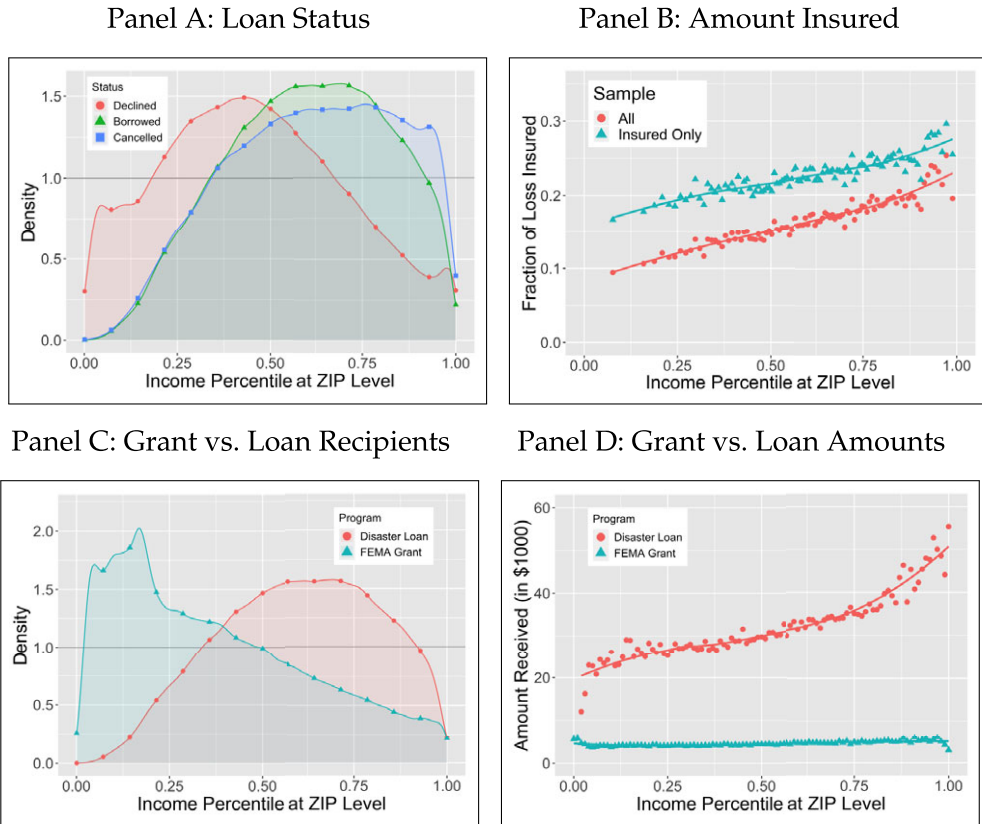 Panel A: Loan Status
Status
Declined
Borrowed
Cancelled
1.5
1.0
0.5
0.0
Density
0.00 0.25 0.50 0.75 1.00
Income Percentile at ZIP Level
Panel B: Amount Insured
Sample
All
Insured Only
0.3
0.2
0.1
0.0
Fraction of Loss Insured
0.00 0.25 0.50 0.75 1.00
Income Percentile at ZIP Level
Panel C: Grant vs. Loan Recipients
Program
Disaster Loan
FEMA Grant
2.0
1.5
1.0
0.5
0.0
Density
0.00 0.25 0.50 0.75 1.00
Income Percentile at ZIP Level
Panel D: Grant vs. Loan Amounts
Program
Disaster Loan
FEMA Grant
60
40
20
0
Amount Received (in $1000)
0.00 0.25 0.50 0.75 1.00
Income Percentile at ZIP Level